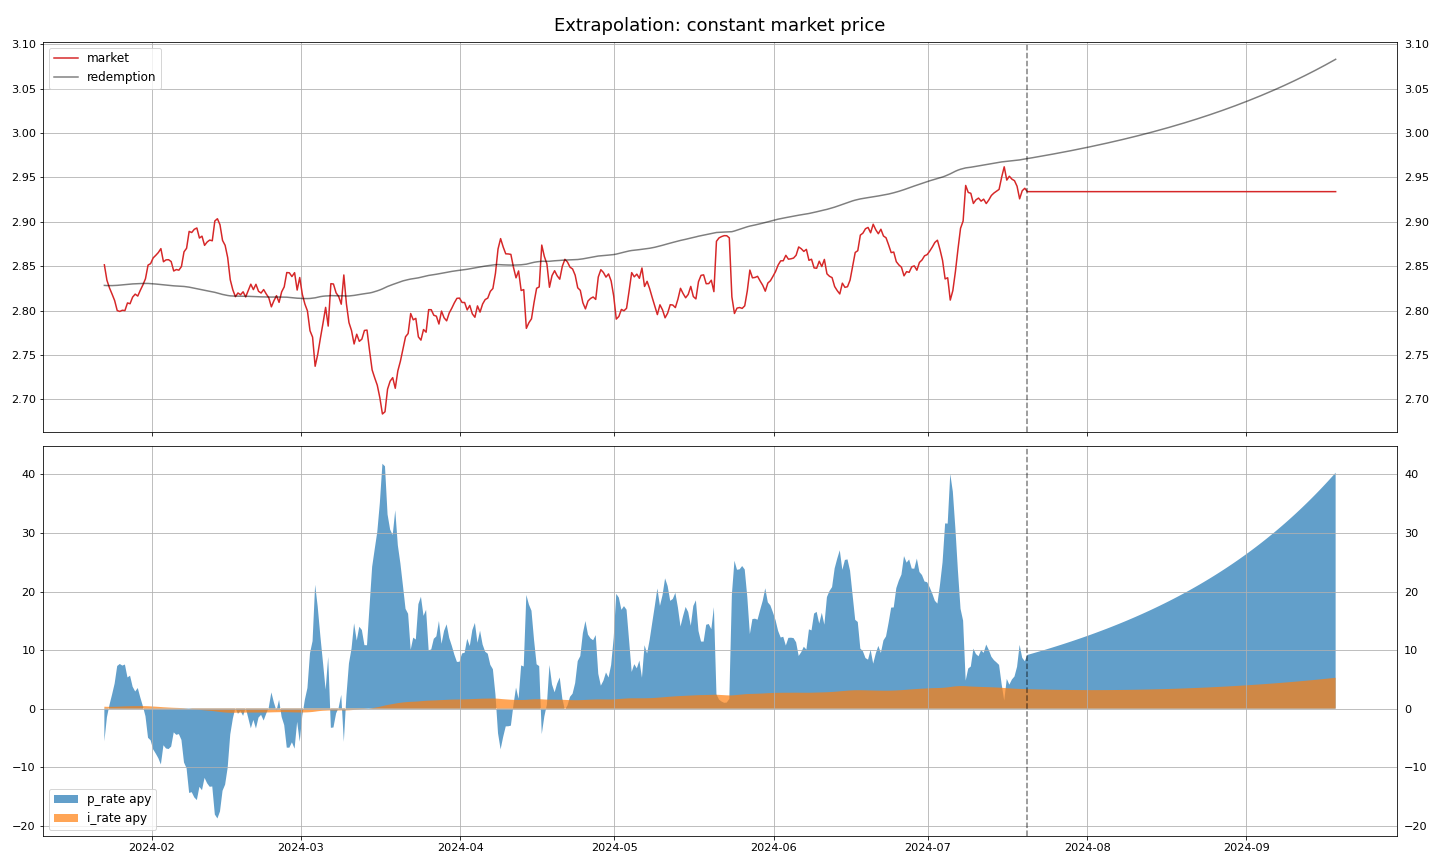 Extrapolation: constant market price
3.10 3.10
market
redemption
3.05 3.05
3.00 3.00
2.95 2.95
2.90 2.90
2.85 2.85
2.80 2.80
2.75 2.75
2.70 2.70
40 40
30 30
20 20
10 10
0 0
−10 −10
p_rate apy
i_rate apy
−20 −20
2024-02 2024-03 2024-04 2024-05 2024-06 2024-07 2024-08 2024-09